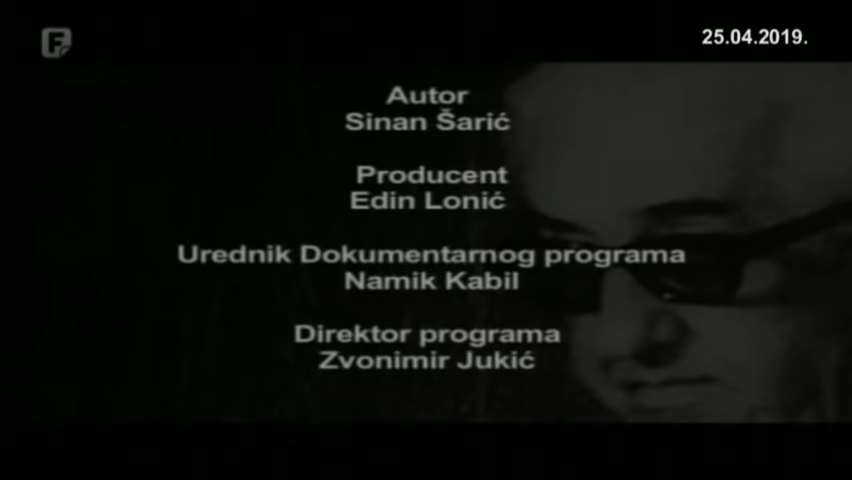 F
25.04.2019.
Autor
Sinan Šarić
Producent
Edin Lonić
Urednik Dokumentarnog programa
Namik Kabil
Direktor programa
Zvonimir Jukić